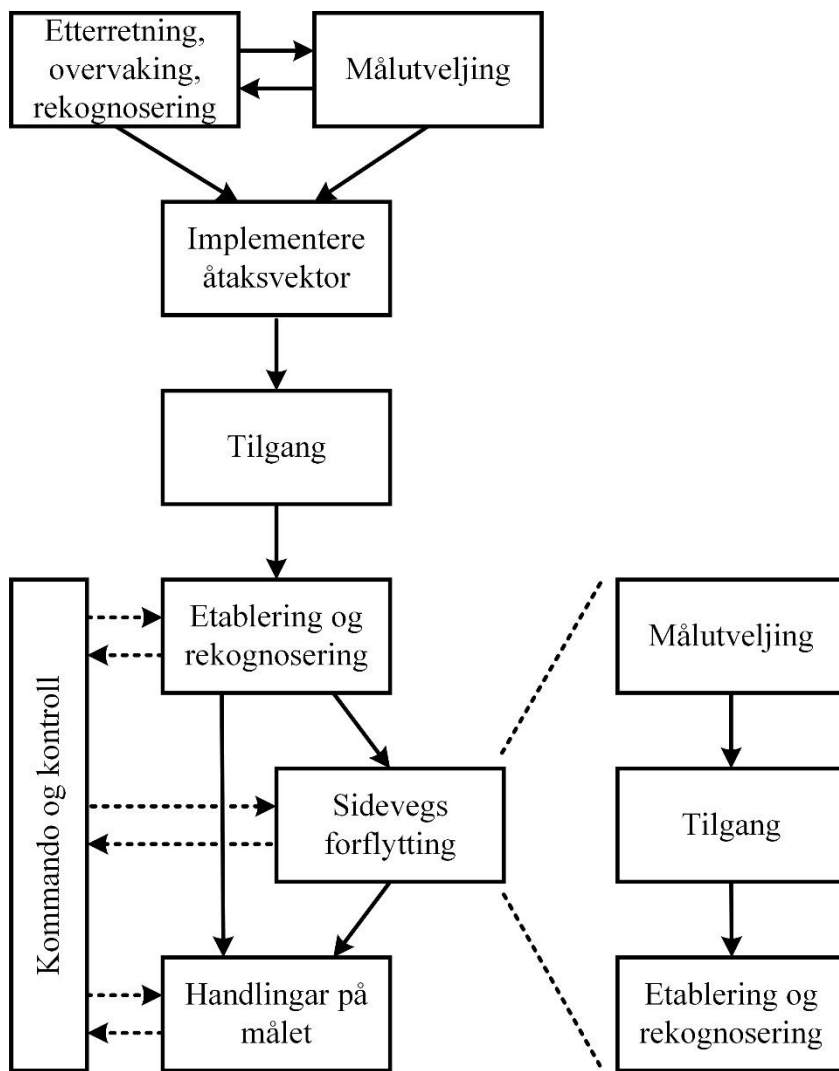 Etterretning,
overvaking,
rekognosering
Målutveljing
Implementere
åtaksvektor
Tilgang
Etablering og
rekognosering
Kommando og kontroll
Sidevegs
forflytting
Handlingar på
målet
Målutveljing
Tilgang
Etablering og
rekognosering